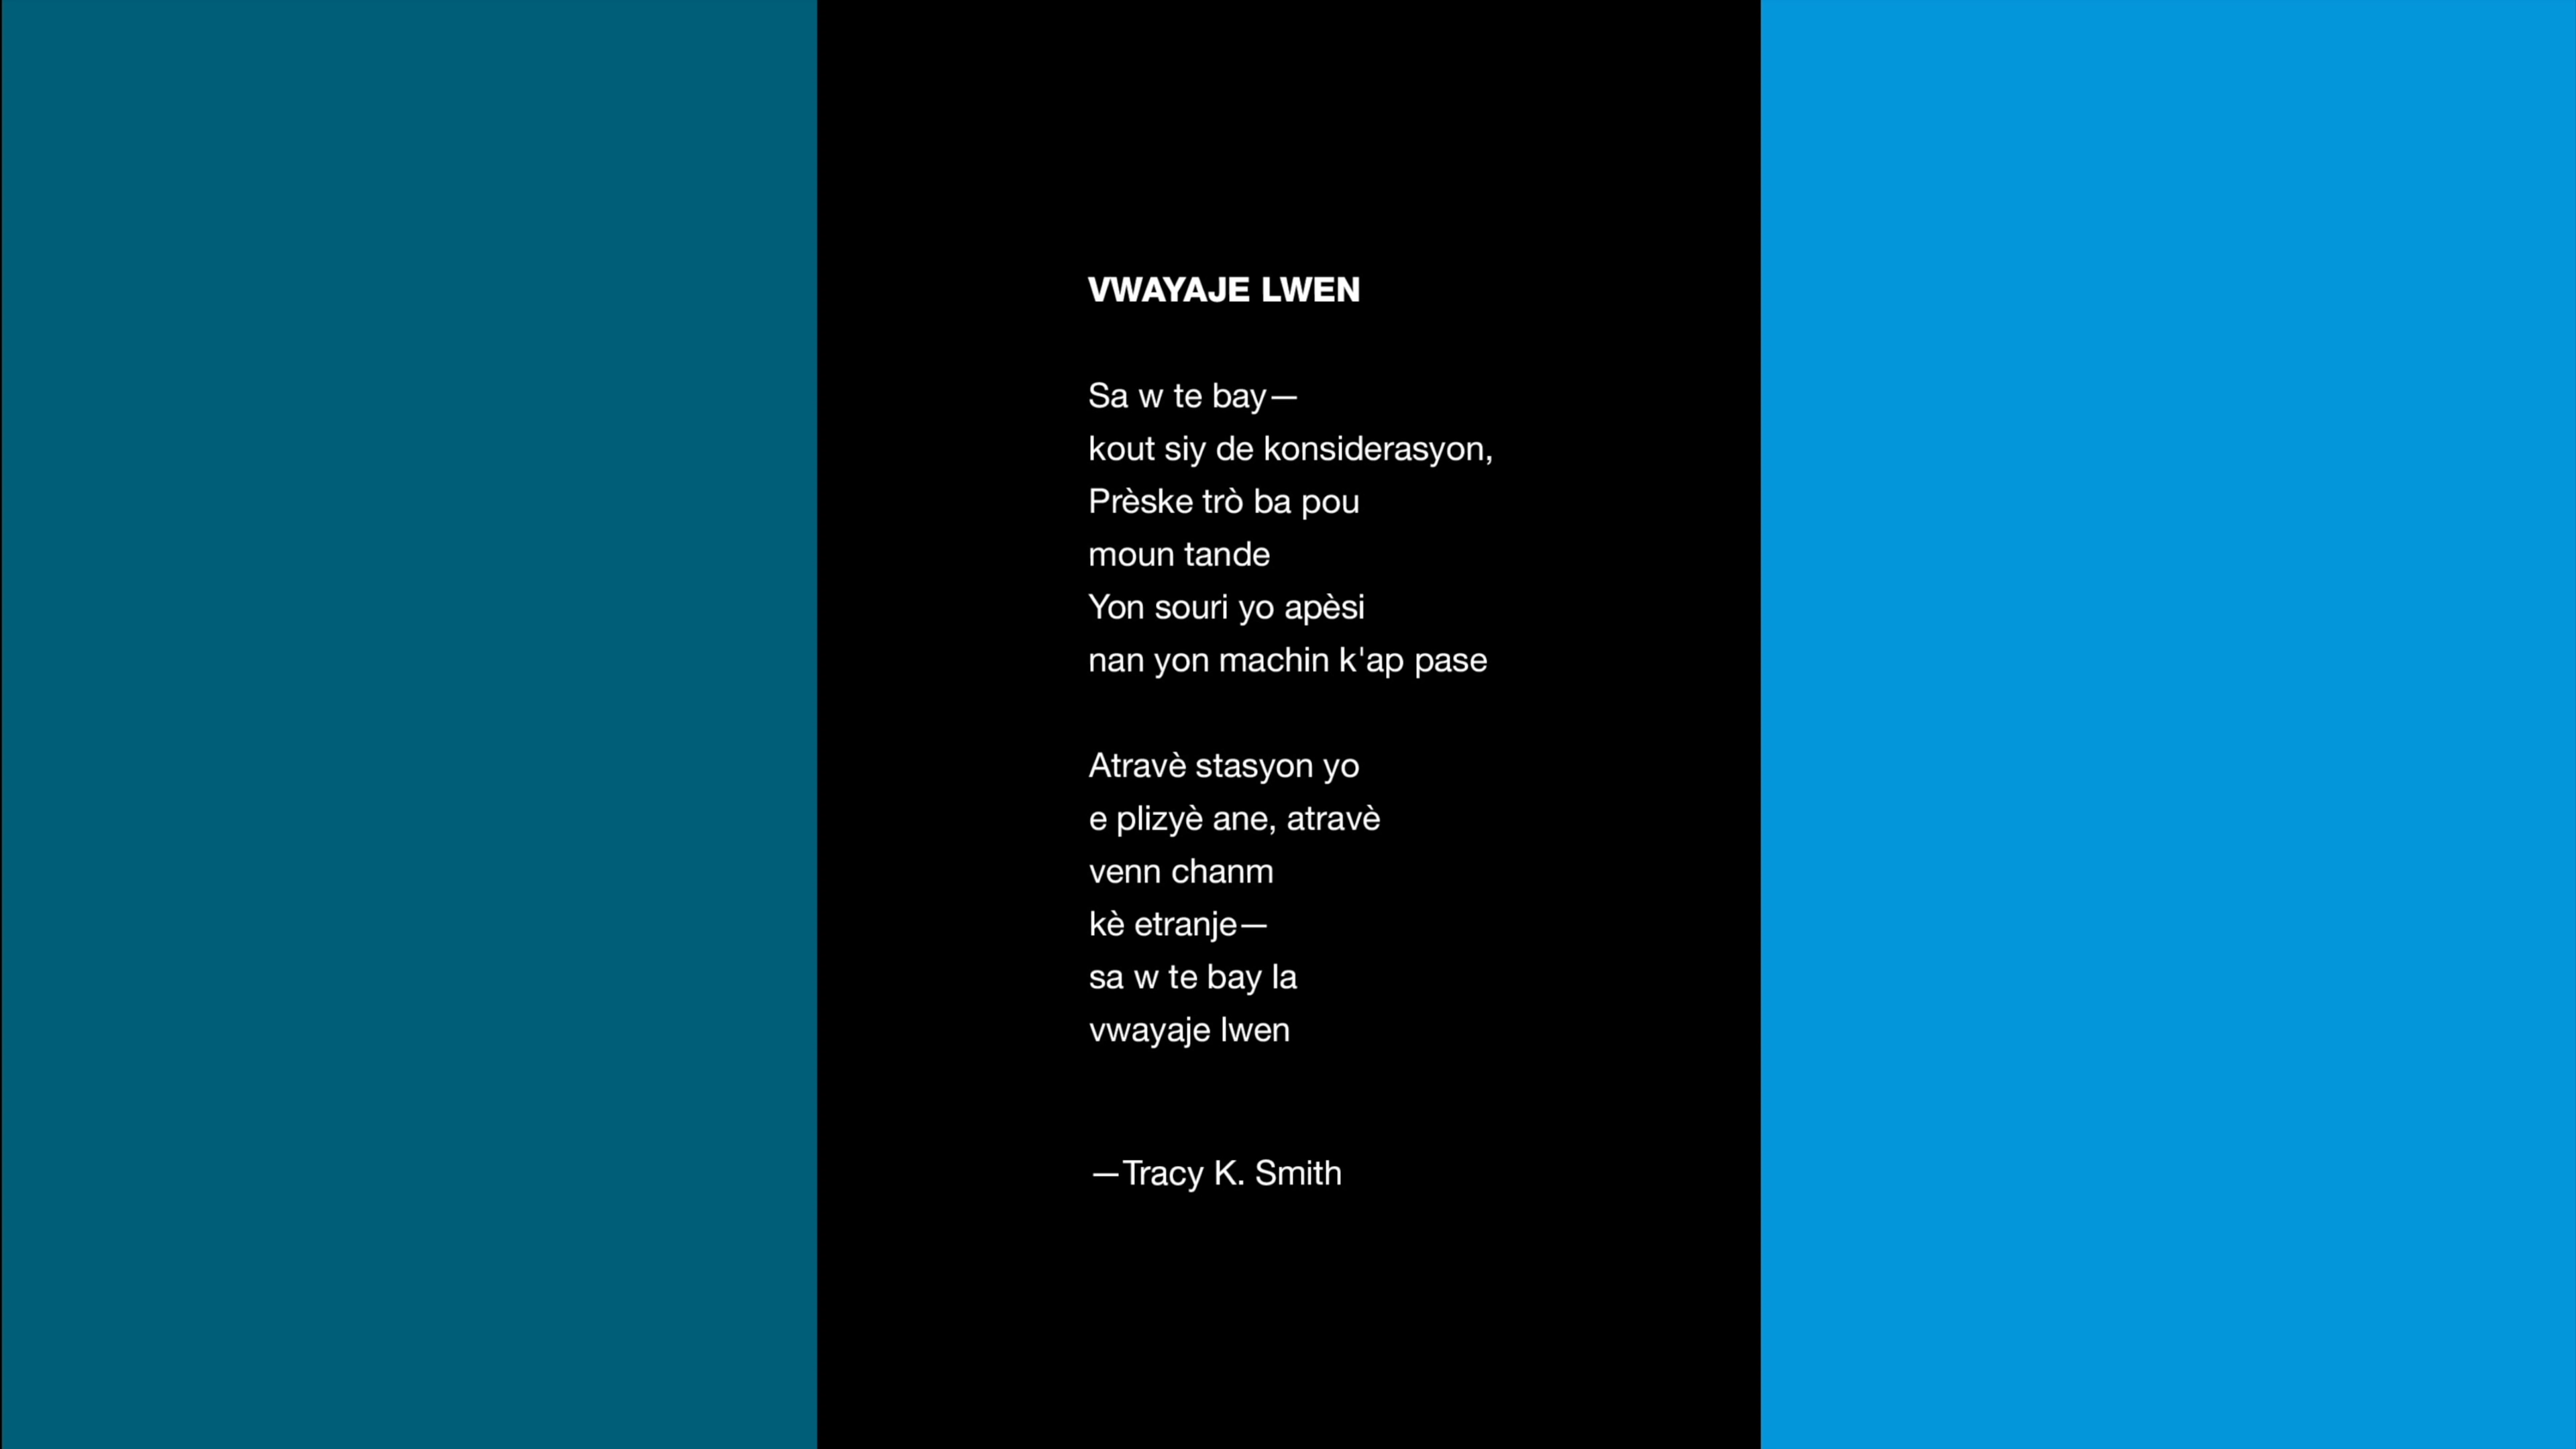 VWAYAJE LWEN
Sa w te bay—
kout siy de konsiderasyon,
Prèske trò ba pou
moun tande
Yon souri yo apèsi
nan yon machin k'ap pase
Atravè stasyon yo
e plizyè ane, atravè
venn chanm
kè etranje—
sa w te bay la
vwayaje lwen
—Tracy K. Smith